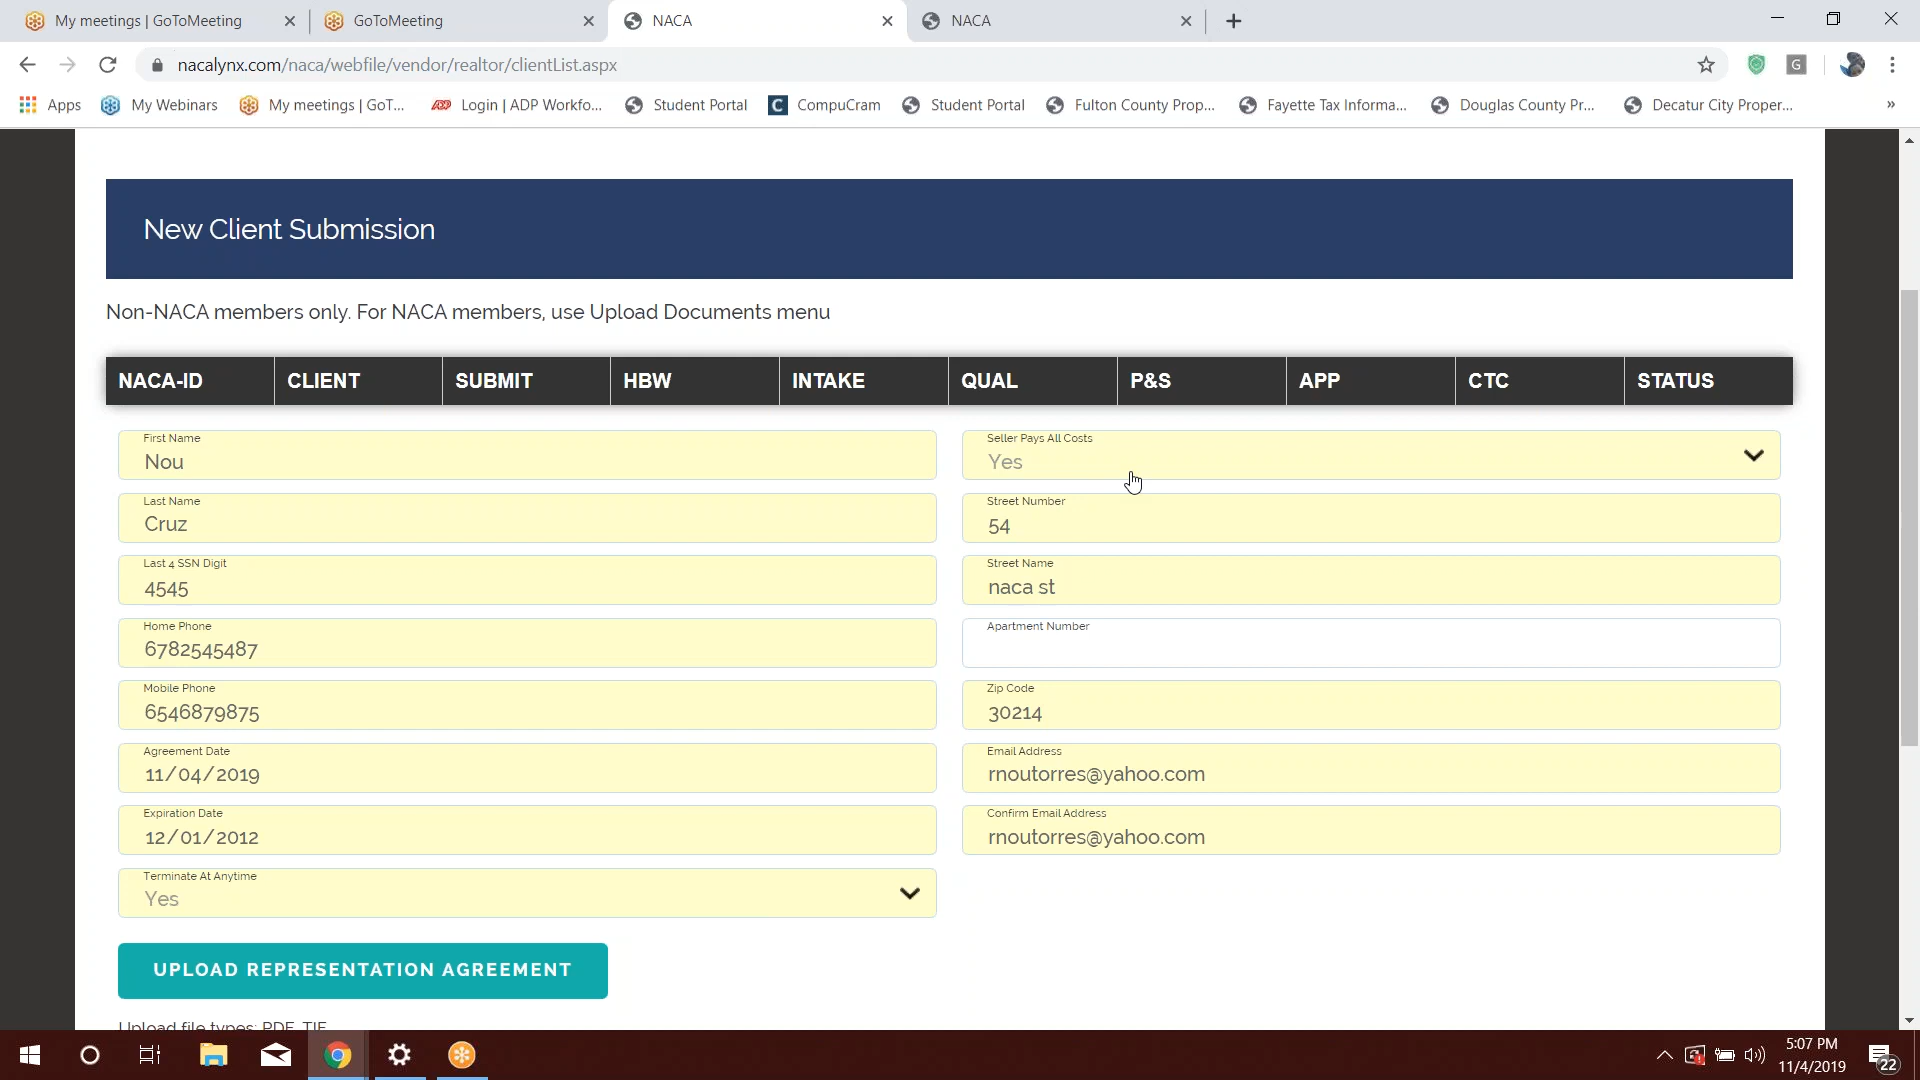 My meetings | GoToMeeting
GoToMeeting
NACA
NACA
nacalynx.com/naca/webfile/vendor/realtor/clientList.aspx
G
Apps
My Webinars
My meetings | GoT...
ADP Login | ADP Workfo...
Student Portal
C CompuCram
Student Portal
Fulton County Prop...
Fayette Tax Informa...
Douglas County Pr...
Decatur City Proper...
»
New Client Submission
Non-NACA members only. For NACA members, use Upload Documents menu
NACA-ID CLIENT SUBMIT HBW INTAKE QUAL P&S APP CTC STATUS
First Name
Nou
Last Name
Cruz
Last 4 SSN Digit
4545
Home Phone
6782545487
Mobile Phone
6546879875
Agreement Date
11/04/2019
Expiration Date
12/01/2012
Terminate At Anytime
Yes
Seller Pays All Costs
Yes
Street Number
54
Street Name
naca st
Apartment Number
Zip Code
30214
Email Address
rnoutorres@yahoo.com
Confirm Email Address
rnoutorres@yahoo.com
UPLOAD REPRESENTATION AGREEMENT
Upload file types: PDF, TIF
5:07 PM
11/4/2019
22